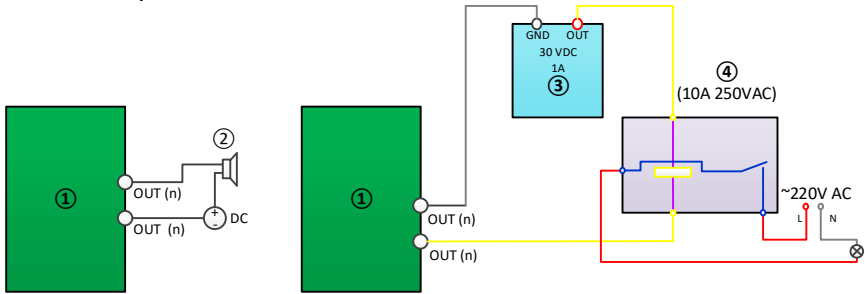 ①
②
OUT (n)
OUT (n)
+
-
DC
①
OUT (n)
OUT (n)
GND
OUT
30 VDC
1A
③
④
(10A 250VAC)
~220V AC
L
N